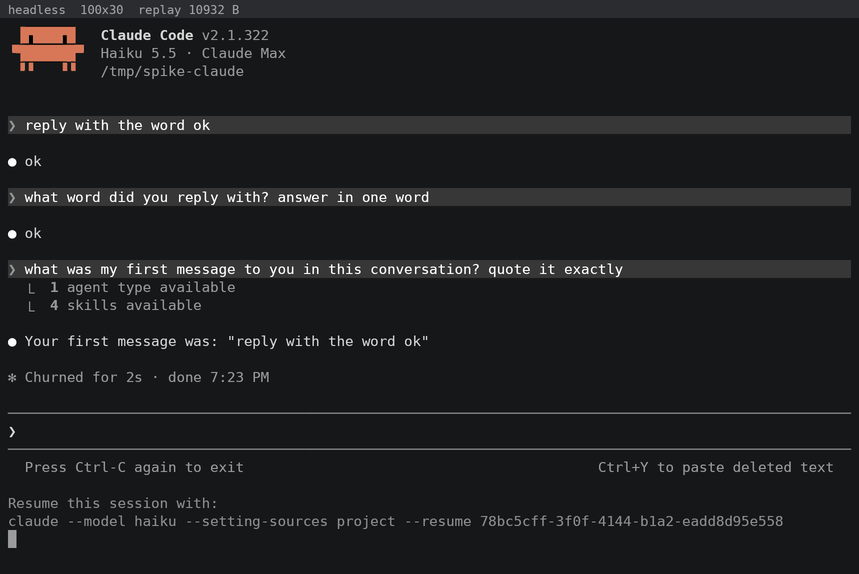 headless  100x30  replay 10932 B
Claude Code v2.1.322
Haiku 5.5 · Claude Max
/tmp/spike-claude
❯ reply with the word ok
● ok
❯ what word did you reply with? answer in one word
● ok
❯ what was my first message to you in this conversation? quote it exactly
⎿  1 agent type available
⎿  4 skills available
● Your first message was: "reply with the word ok"
✻ Churned for 2s · done 7:23 PM
❯
Press Ctrl-C again to exit  Ctrl+Y to paste deleted text
Resume this session with:
claude --model haiku --setting-sources project --resume 78bc5cff-3f0f-4144-b1a2-eadd8d95e558